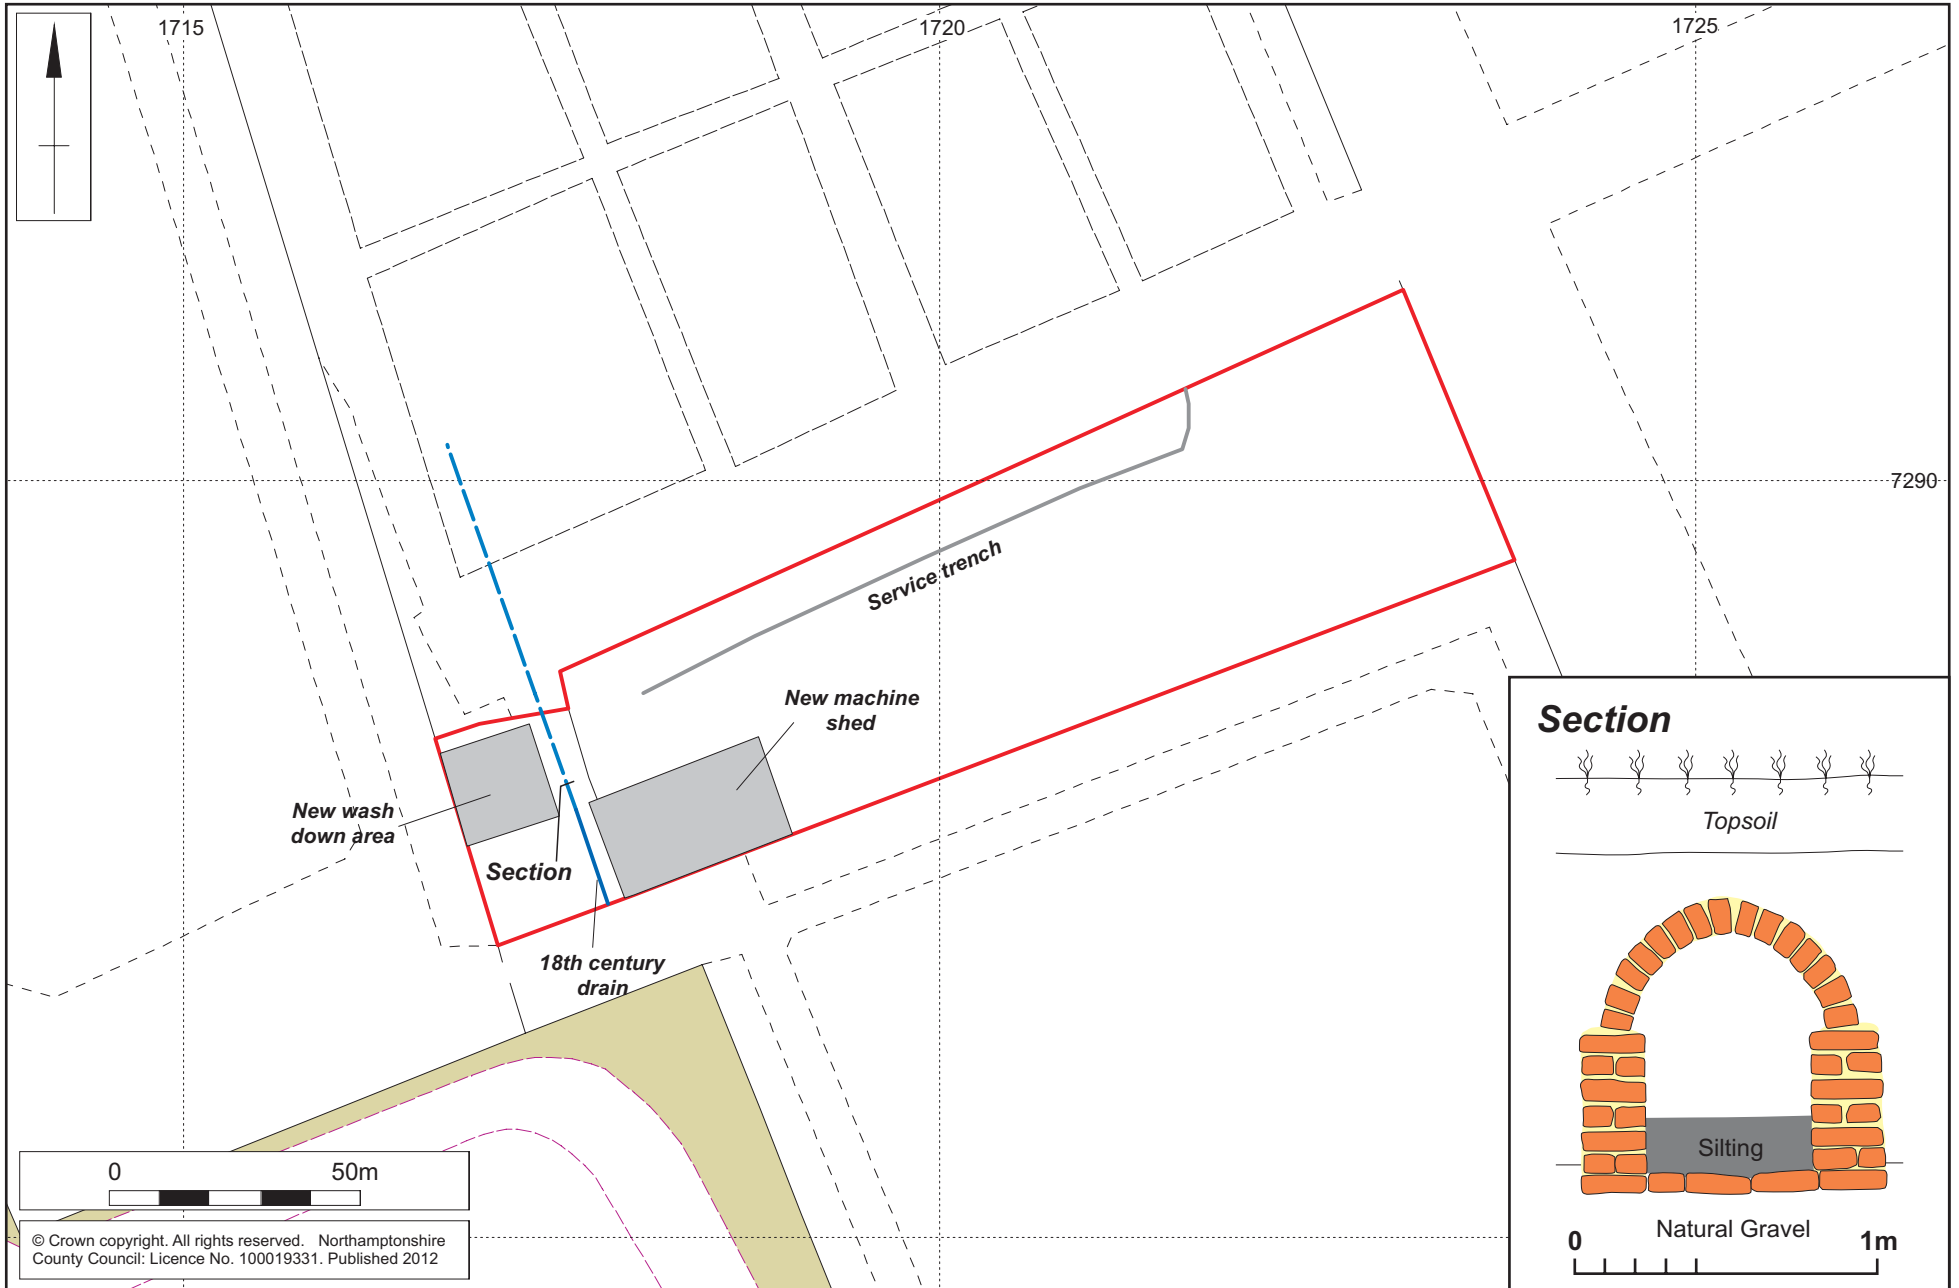 1715
1720
1725
7290
Service trench
New machine
shed
New wash
down area
Section
18th century
drain
Section
Topsoil
Silting
Natural Gravel
0
1m
0
50m
© Crown copyright. All rights reserved. Northamptonshire
County Council: Licence No. 100019331. Published 2012